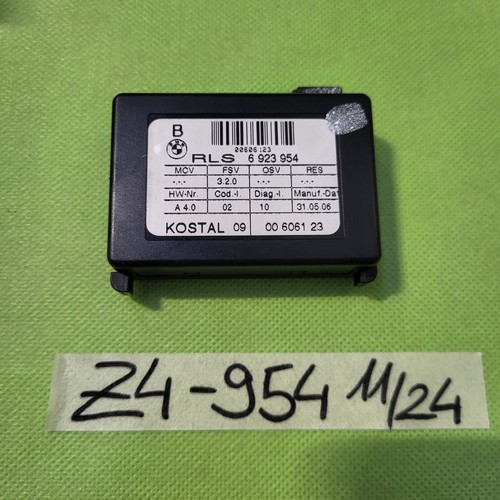 B
00606123
RLS 6 923 954
MCV FSV OSV RES
-.-.- 3.2.0 -.-.- -.-.-
HW-Nr. Cod.-I. Diag.-I. Manuf.-Dat
A 4.0 02 10 31.05.06
KOSTAL 09 00 6061 23
Z4-954 11/24